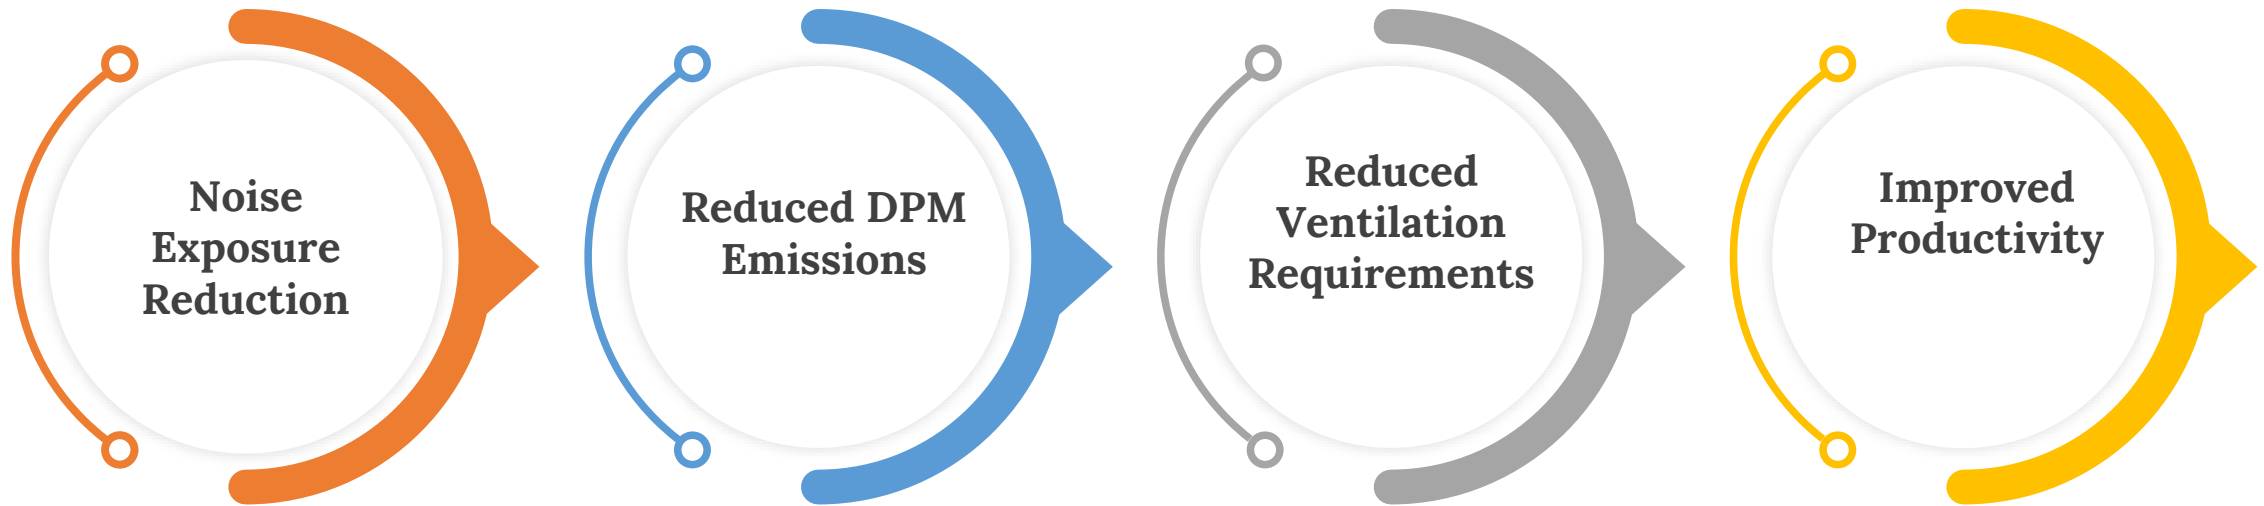 Noise
Exposure
Reduction
Reduced DPM
Emissions
Reduced
Ventilation
Requirements
Improved
Productivity